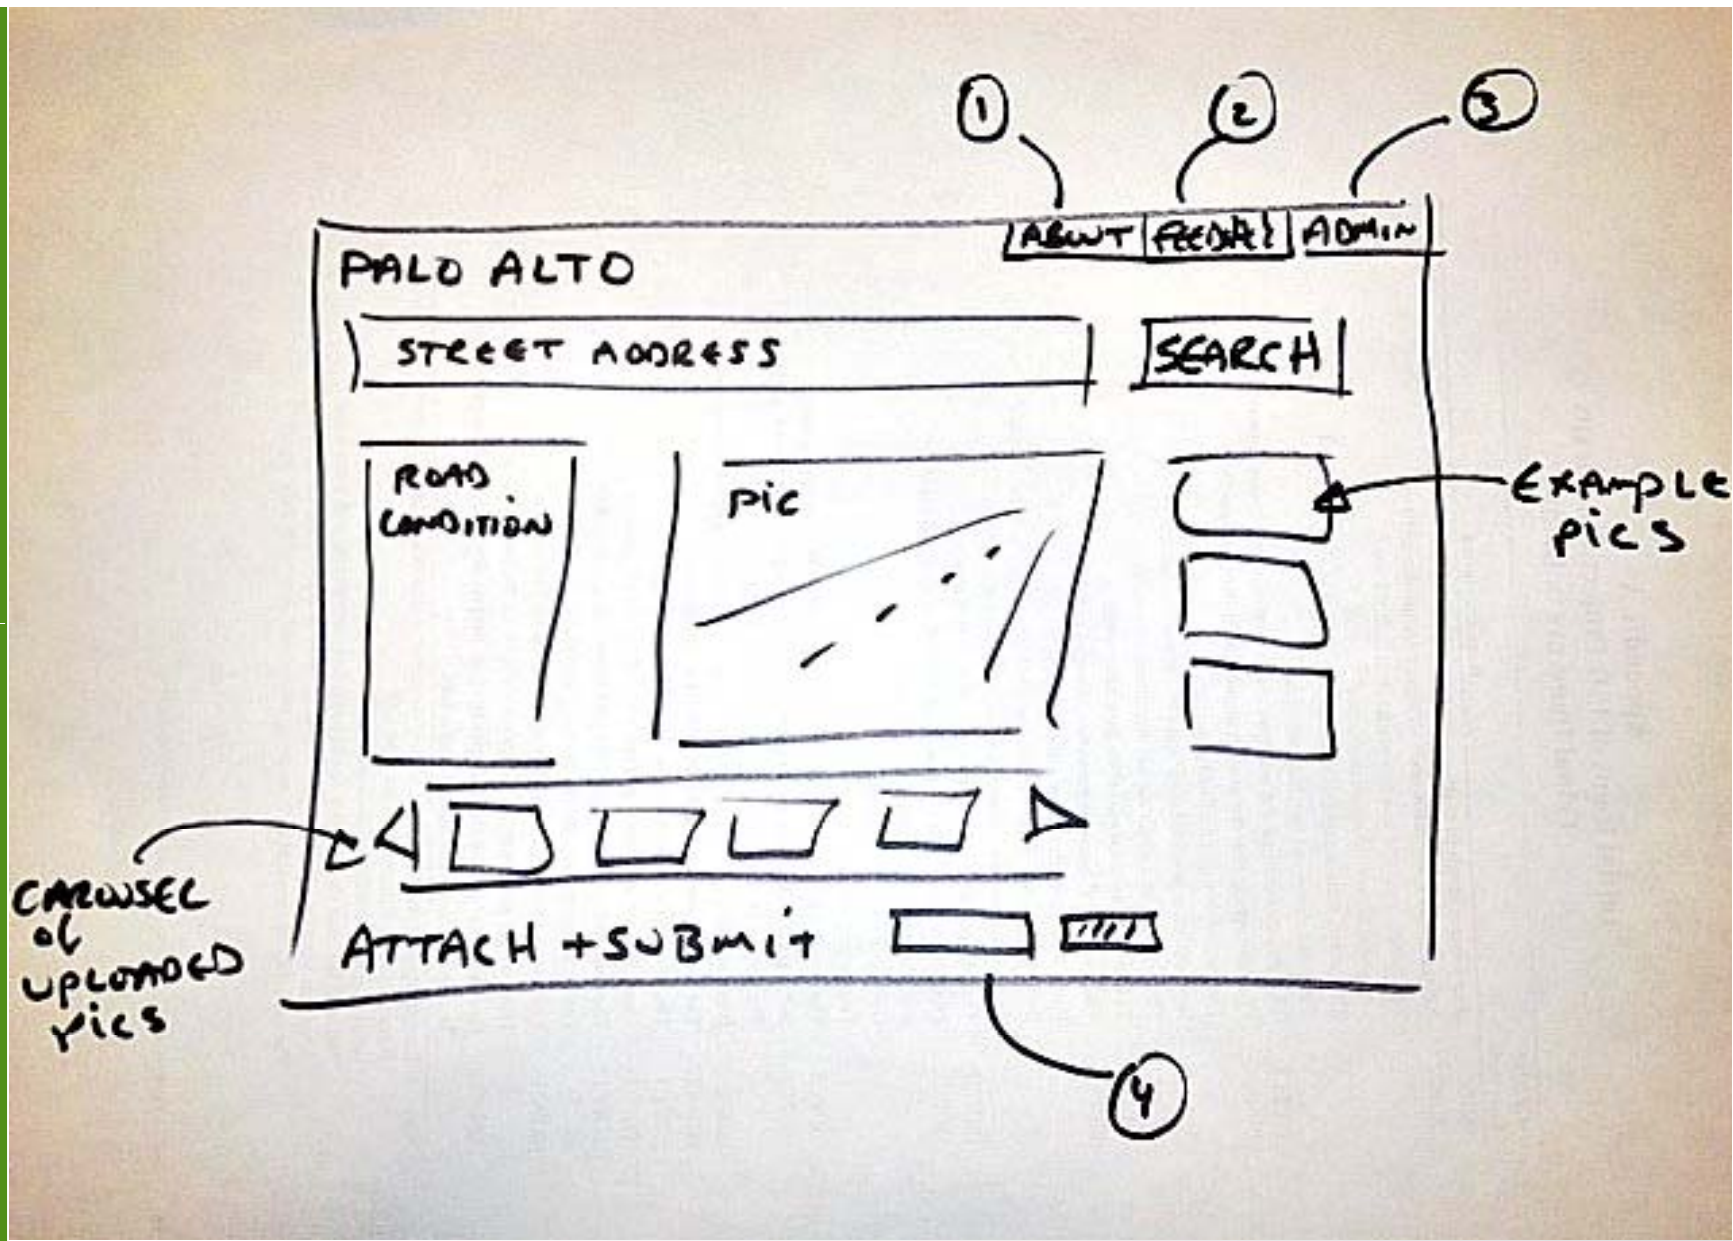 1
2
3
ABOUT
ADMIN
PALO ALTO
STREET ADDRESS
SEARCH
ROAD
CONDITION
PIC
EXAMPLE
PICS
CAROUSEL
of
UPLOADED
PICS
ATTACH + SUBMIT
4